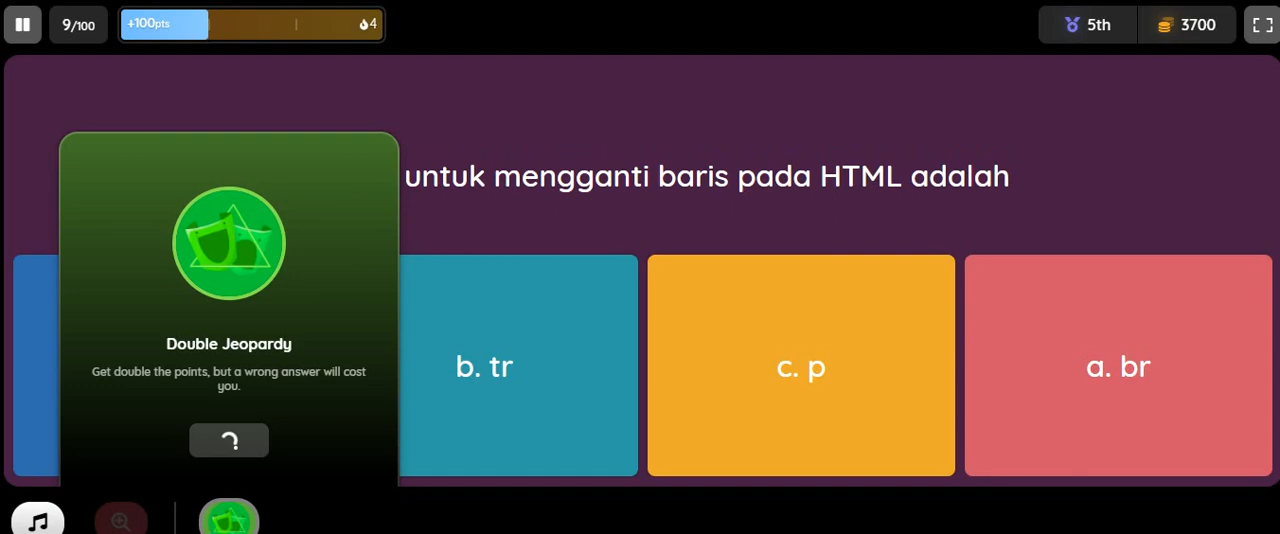 9/100
+100pts
4
5th
3700
untuk mengganti baris pada HTML adalah
Double Jeopardy
Get double the points, but a wrong answer will cost
you.
b. tr
c. p
a. br